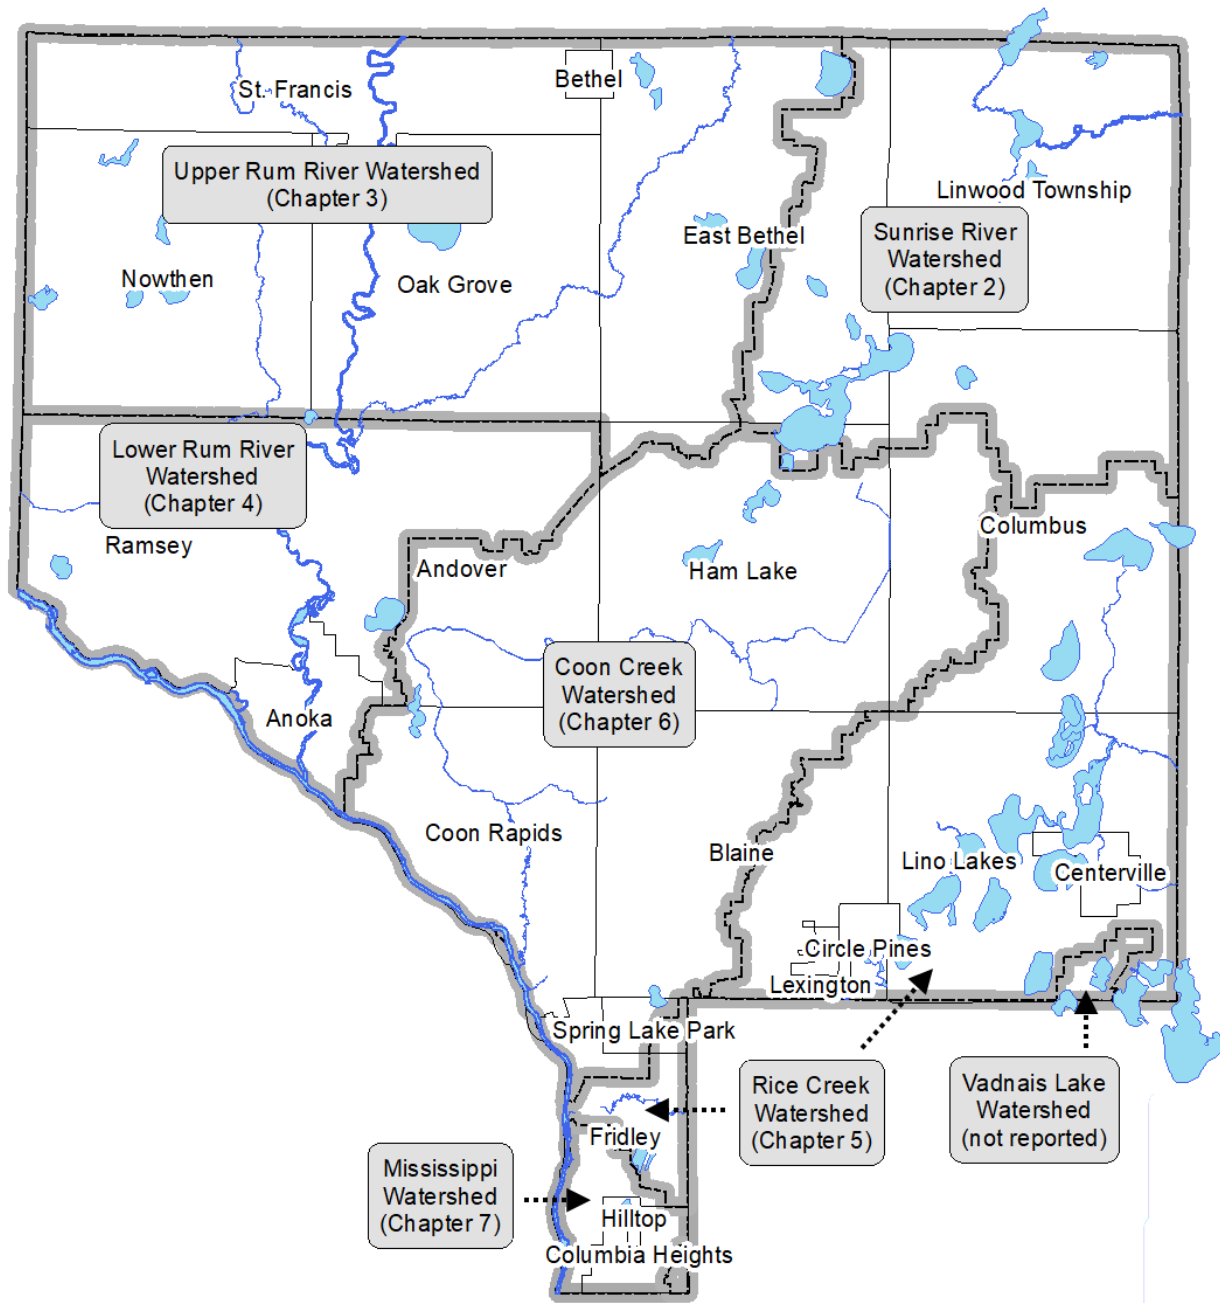 Bethel
St. Francis
Upper Rum River Watershed
(Chapter 3)
Linwood Township
East Bethel
Sunrise River
Watershed
(Chapter 2)
Nowthen
Oak Grove
Lower Rum River
Watershed
(Chapter 4)
Ramsey
Columbus
Andover
Ham Lake
Coon Creek
Watershed
(Chapter 6)
Anoka
Coon Rapids
Blaine
Lino Lakes
Centerville
Circle Pines
Lexington
Spring Lake Park
Rice Creek
Watershed
(Chapter 5)
Vadnais Lake
Watershed
(not reported)
Fridley
Mississippi
Watershed
(Chapter 7)
Hilltop
Columbia Heights